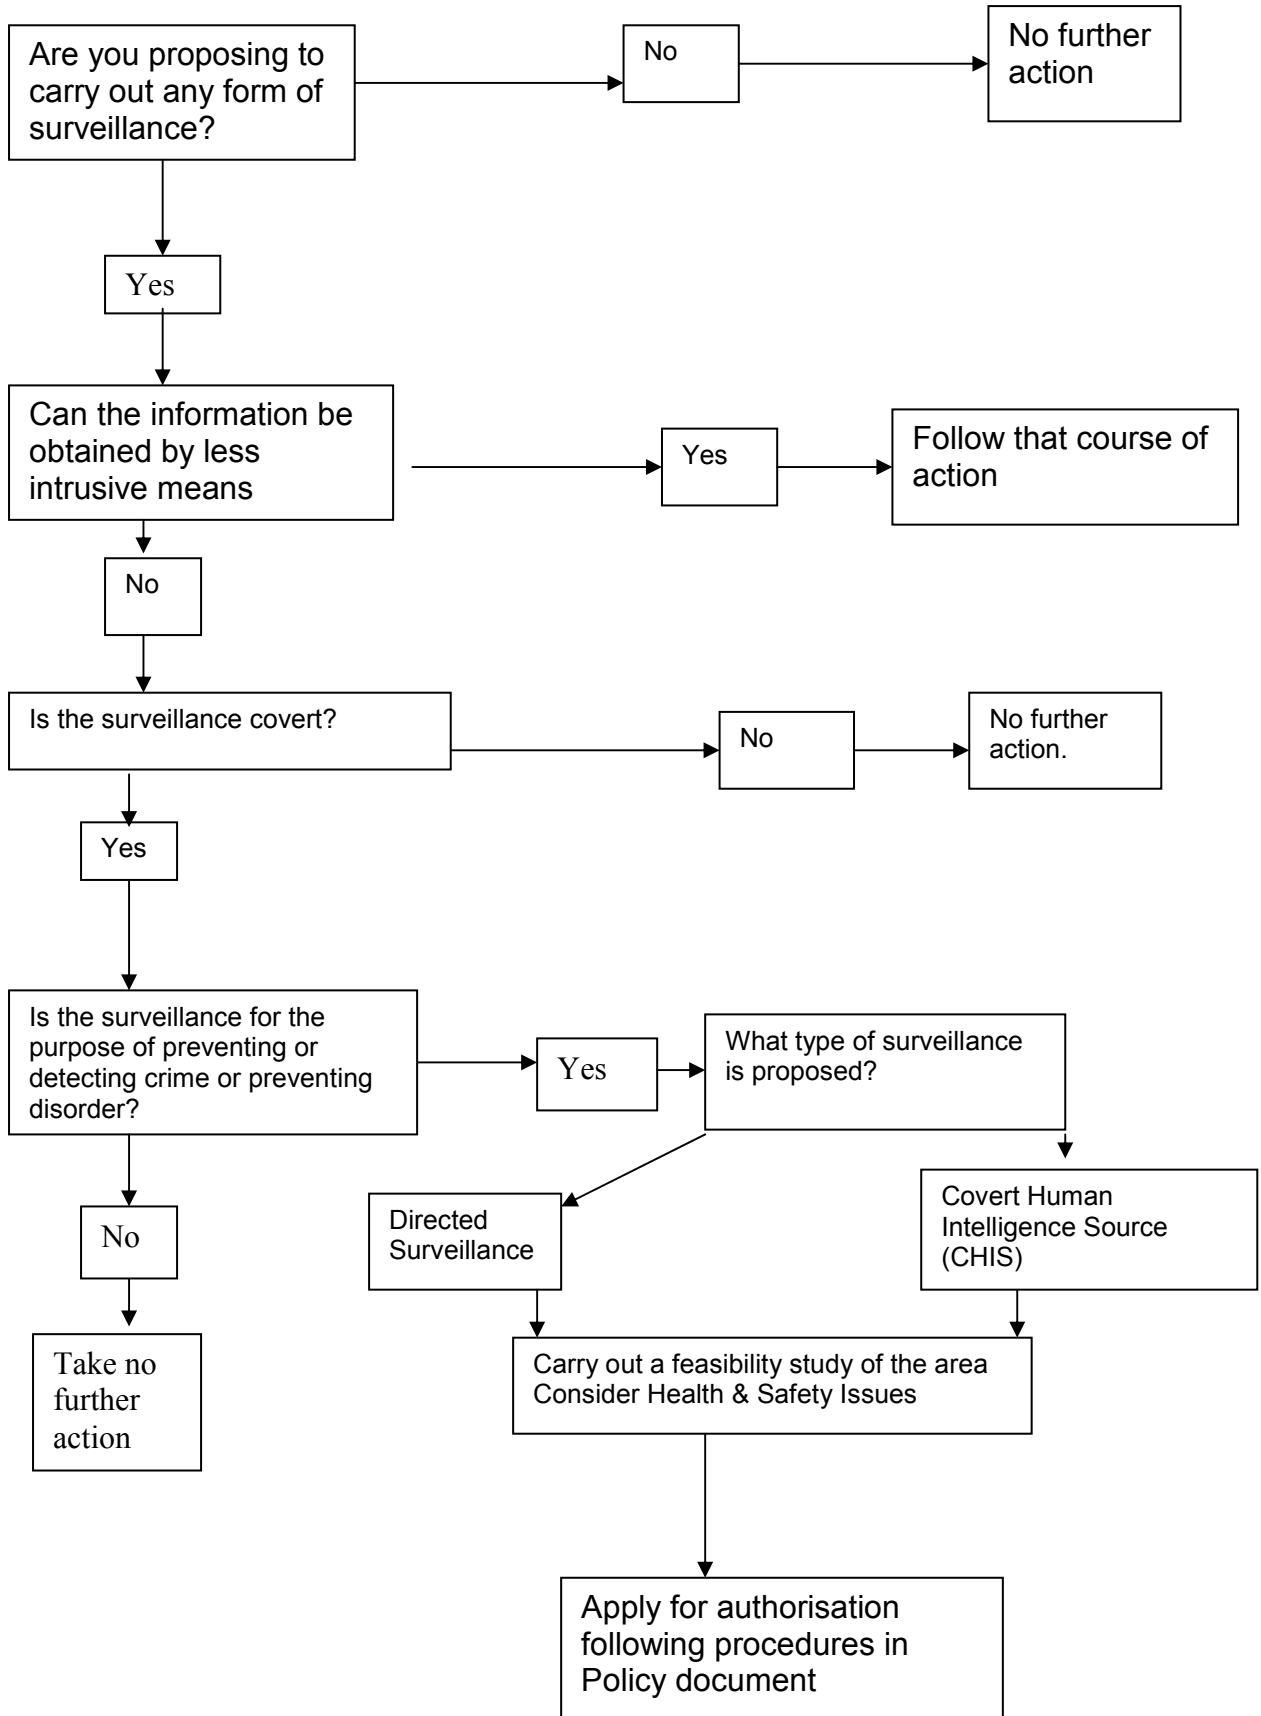 Are you proposing to
carry out any form of
surveillance?
No
No further
action
Yes
Can the information be
obtained by less
intrusive means
Yes
Follow that course of
action
No
Is the surveillance covert?
No
No further
action.
Yes
Is the surveillance for the
purpose of preventing or
detecting crime or preventing
disorder?
Yes
What type of surveillance
is proposed?
No
Take no
further
action
Directed
Surveillance
Covert Human
Intelligence Source
(CHIS)
Carry out a feasibility study of the area
Consider Health & Safety Issues
Apply for authorisation
following procedures in
Policy document